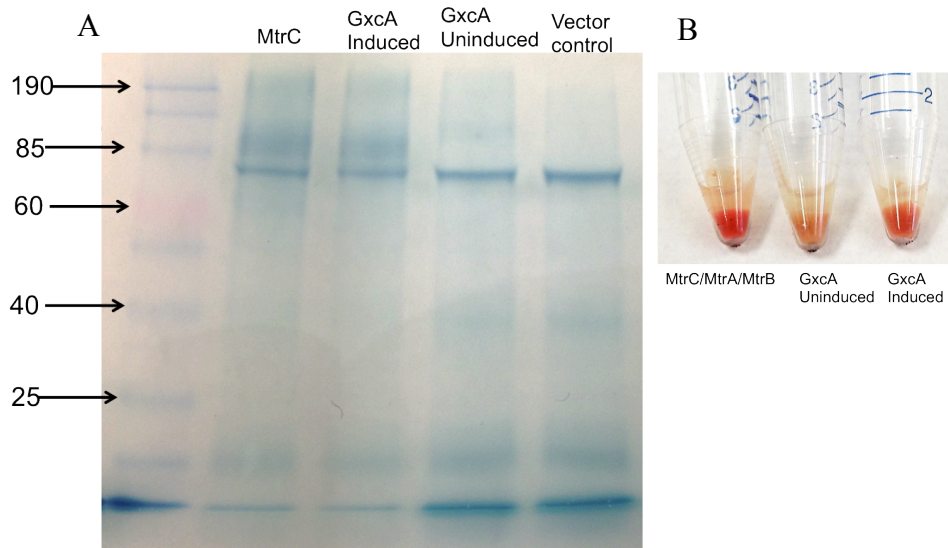 A
MtrC
GxcA
Induced
GxcA
Uninduced
Vector
control
190
85
60
40
25
B
2
MtrC/MtrA/MtrB
GxcA
Uninduced
GxcA
Induced